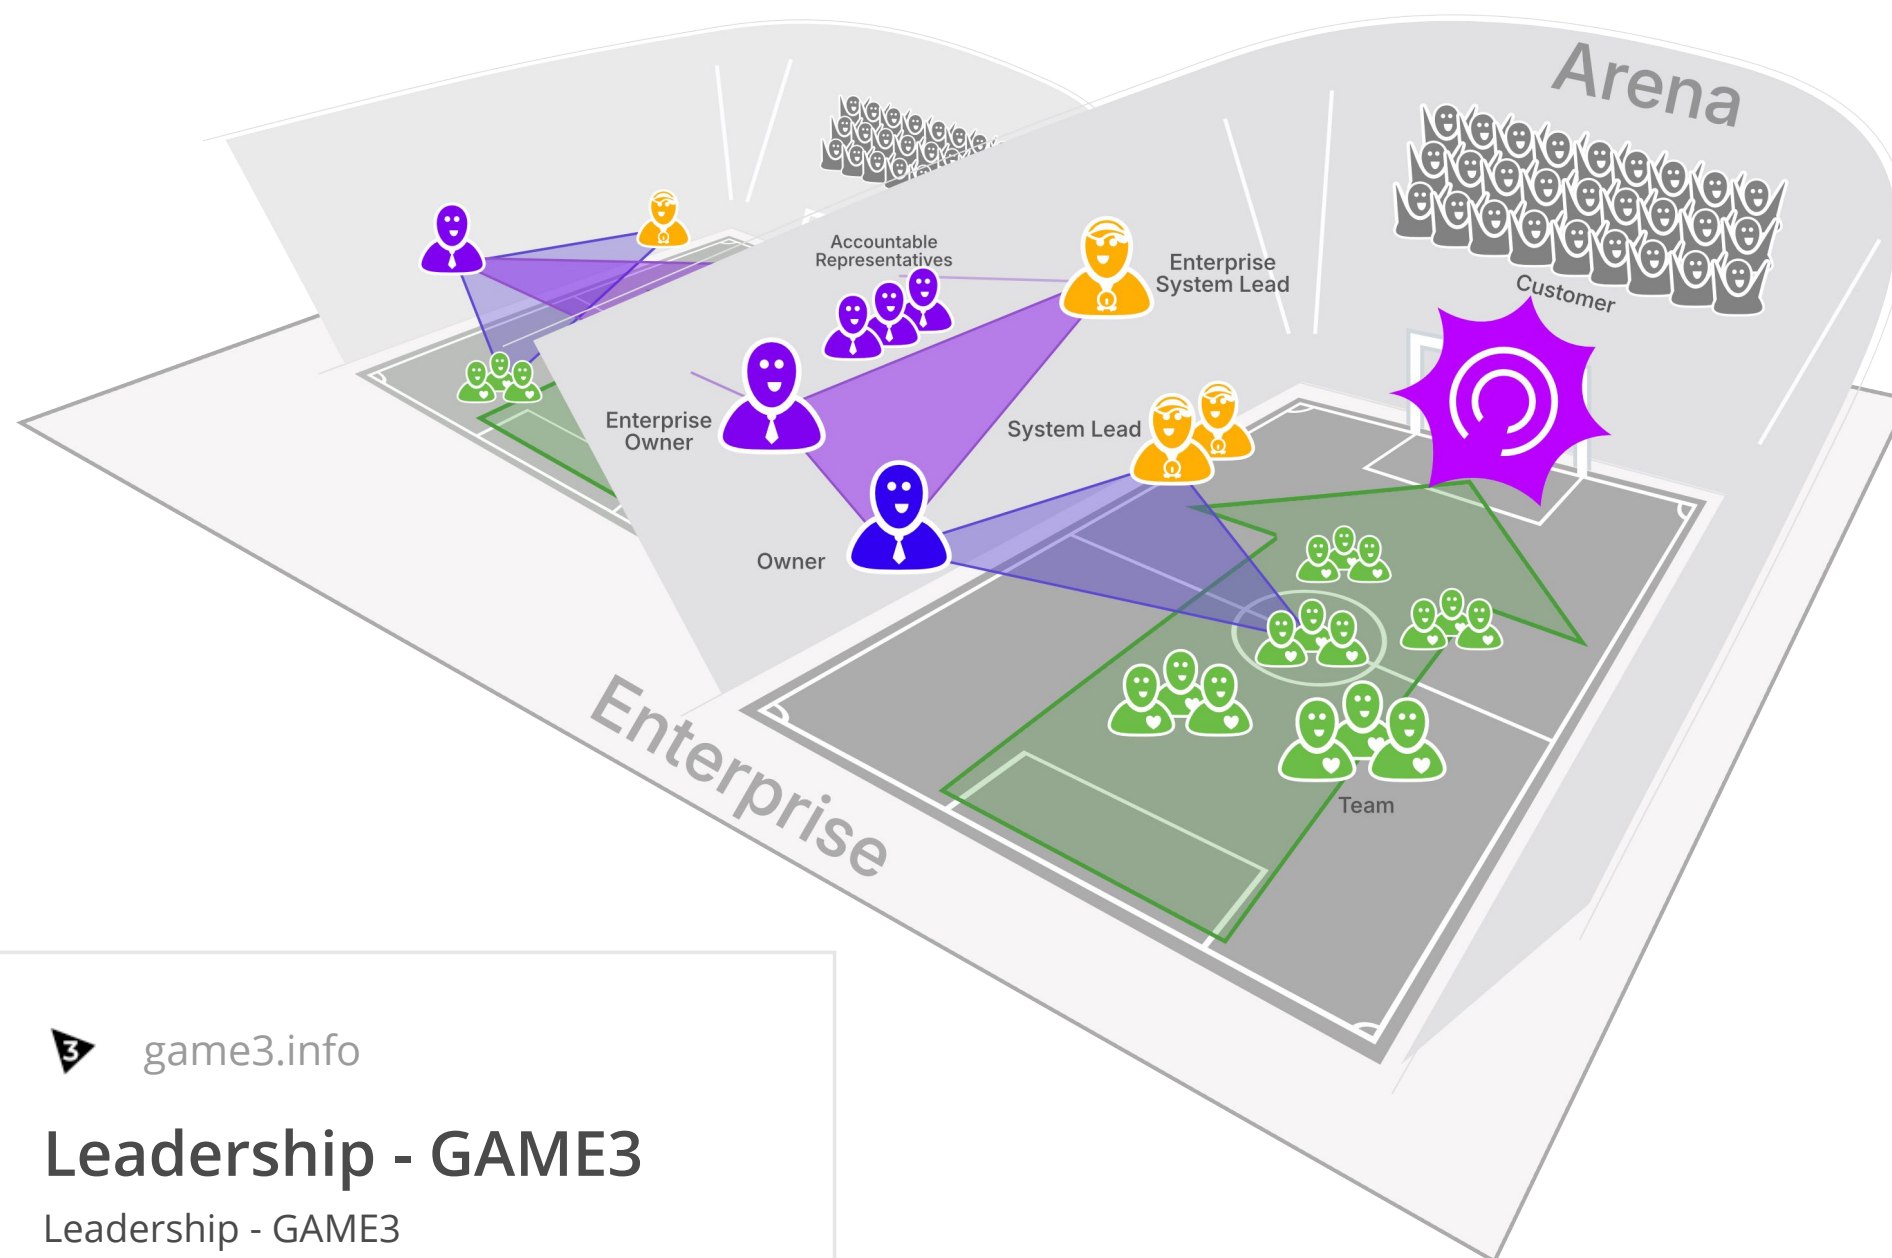 Arena
Customer
Accountable
Representatives
Enterprise
System Lead
Enterprise
Owner
System Lead
Owner
Team
Enterprise
3
game3.info
Leadership - GAME3
Leadership - GAME3